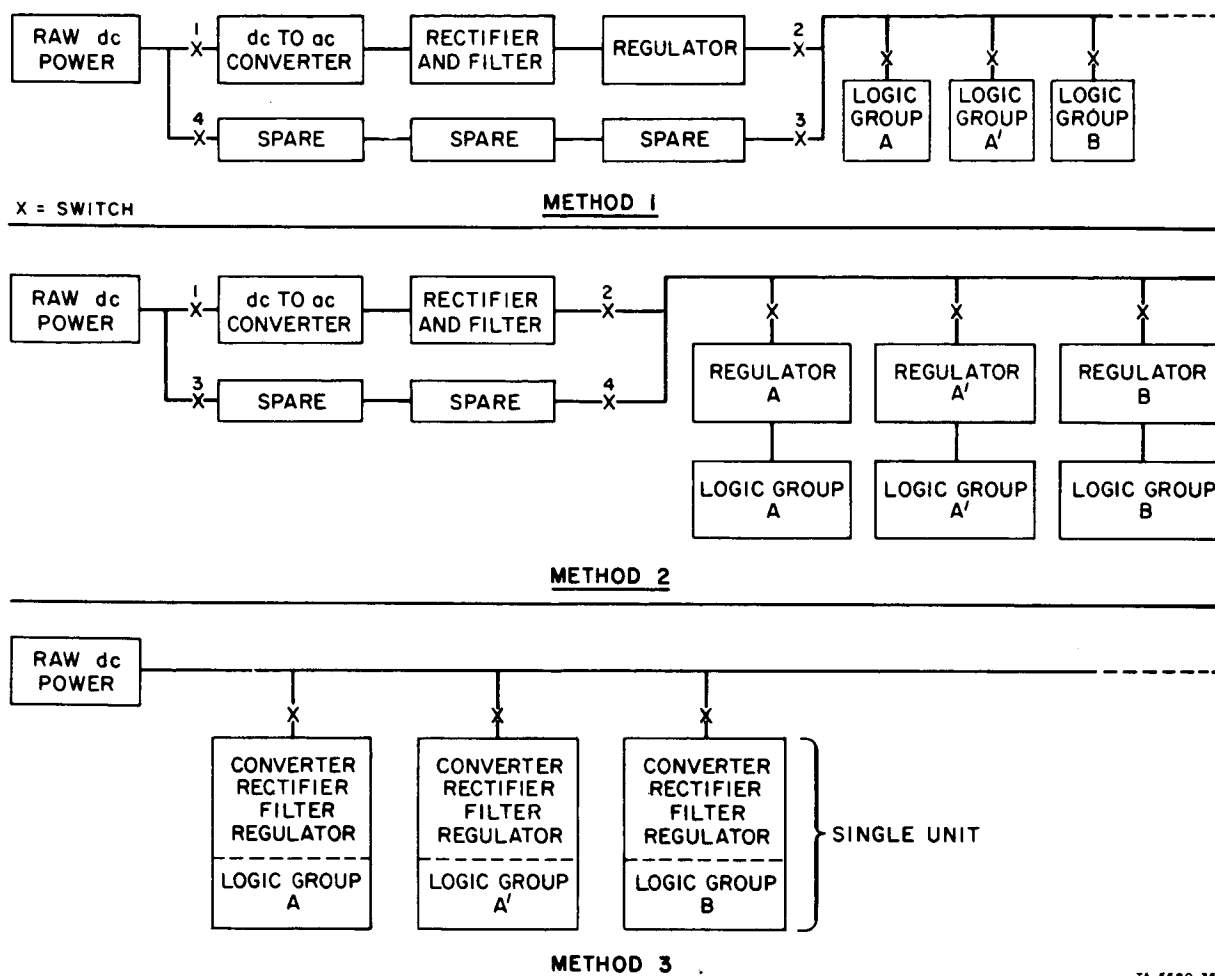 RAW dc
POWER
1
dc TO ac
CONVERTER
RECTIFIER
AND FILTER
REGULATOR
2
X
X
4
X
SPARE
SPARE
SPARE
3
X
X
X
X
LOGIC
GROUP
A
LOGIC
GROUP
A'
LOGIC
GROUP
B
X = SWITCH
METHOD 1
RAW dc
POWER
1
X
dc TO ac
CONVERTER
RECTIFIER
AND FILTER
2
X
3
X
SPARE
SPARE
4
X
X
X
X
REGULATOR
A
REGULATOR
A'
REGULATOR
B
LOGIC GROUP
A
LOGIC GROUP
A'
LOGIC GROUP
B
METHOD 2
RAW dc
POWER
X
X
X
CONVERTER
RECTIFIER
FILTER
REGULATOR
LOGIC GROUP
A
CONVERTER
RECTIFIER
FILTER
REGULATOR
LOGIC GROUP
A'
CONVERTER
RECTIFIER
FILTER
REGULATOR
LOGIC GROUP
B
SINGLE UNIT
METHOD 3